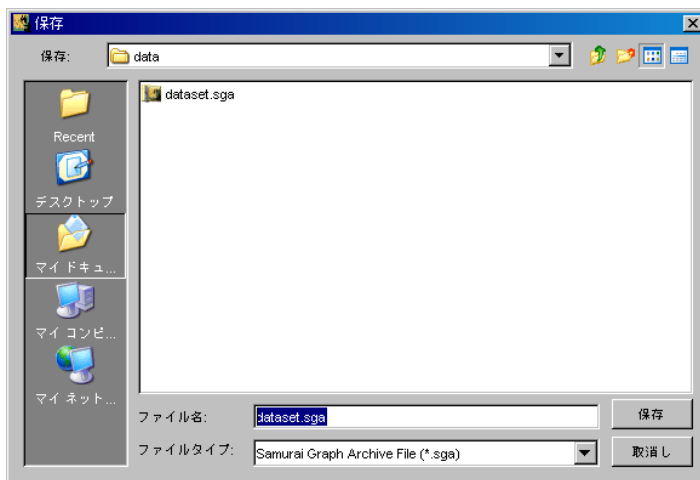 保存
保存:
data
dataset.sga
Recent
デスクトップ
マイ ドキュ...
マイ コンピ...
マイ ネット...
ファイル名:
dataset.sga
保存
ファイルタイプ:
Samurai Graph Archive File (*.sga)
取消し